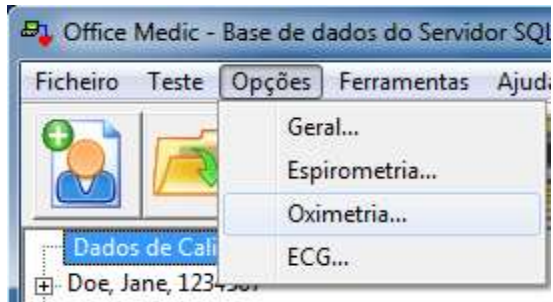 Office Medic - Base de dados do Servidor SQL
Ficheiro Teste Opções Ferramentas Ajuda
Geral...
Espirometria...
Oximetria...
ECG...
Dados de Cali
Doe, Jane,